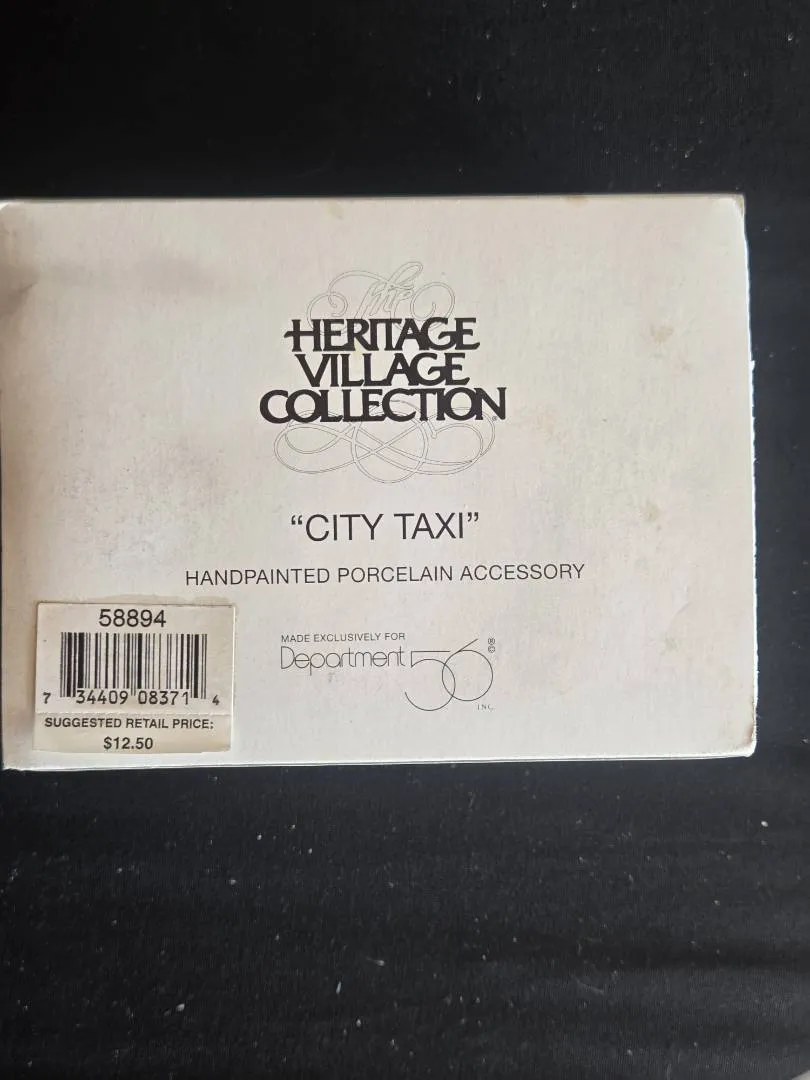 The
HERITAGE
VILLAGE
COLLECTION®
“CITY TAXI”
HANDPAINTED PORCELAIN ACCESSORY
58894
7 34409 08371 4
SUGGESTED RETAIL PRICE:
$12.50
MADE EXCLUSIVELY FOR
Department 56 ®©
INC.